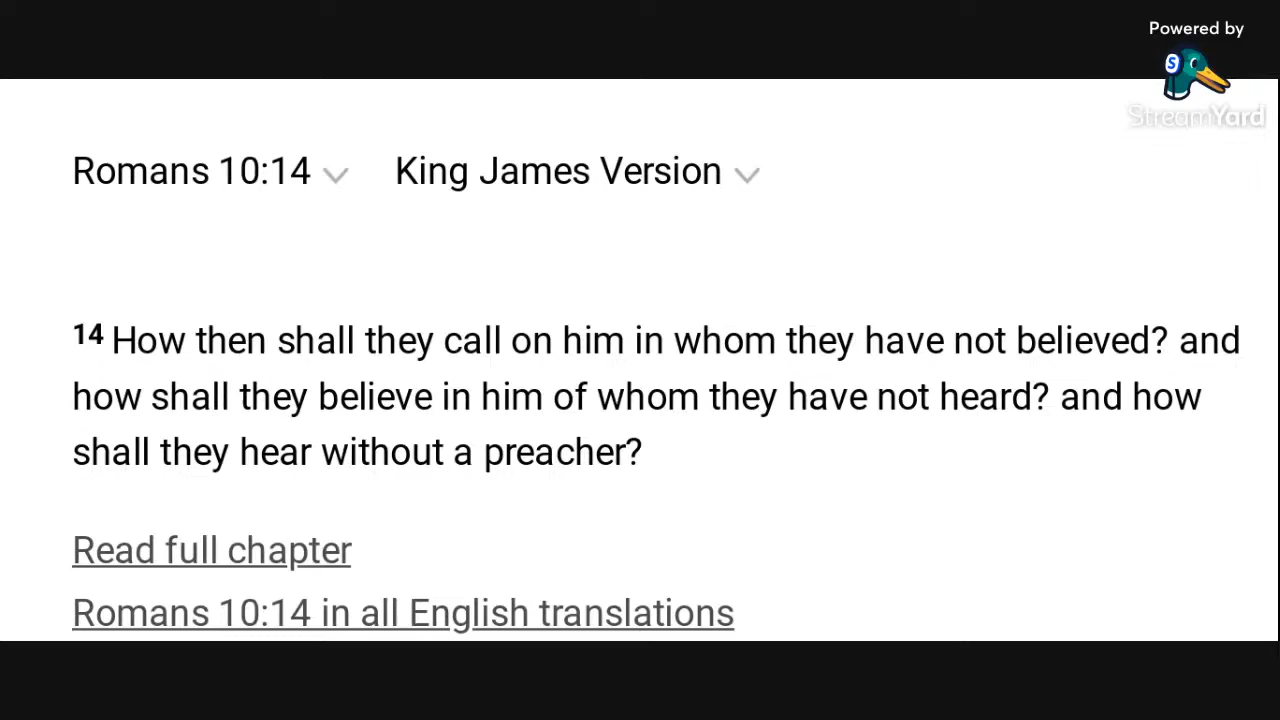 Powered by
S
StreamYard
Romans 10:14 King James Version
14 How then shall they call on him in whom they have not believed? and
how shall they believe in him of whom they have not heard? and how
shall they hear without a preacher?
Read full chapter
Romans 10:14 in all English translations